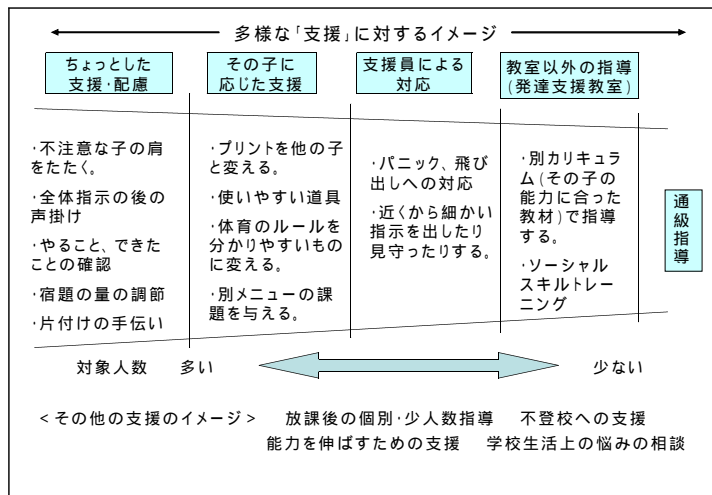 多様な「支援」に対するイメージ
ちょっとした
支援・配慮
その子に
応じた支援
支援員による
対応
教室以外の指導
(発達支援教室)
・不注意な子の肩
をたたく。
・全体指示の後の
声掛け
・やること、できた
ことの確認
・宿題の量の調節
・片付けの手伝い
・プリントを他の子
と変える。
・使いやすい道具
・体育のルールを
分かりやすいもの
に変える。
・別メニューの課
題を与える。
・パニック、飛び
出しへの対応
・近くから細かい
指示を出したり
見守ったりする。
・別カリキュラ
ム(その子の
能力に合った
教材)で指導
する。
・ソーシャル
スキルトレー
ニング
通級指導
対象人数 多い 少ない
<その他の支援のイメージ> 放課後の個別・少人数指導 不登校への支援
能力を伸ばすための支援 学校生活上の悩みの相談